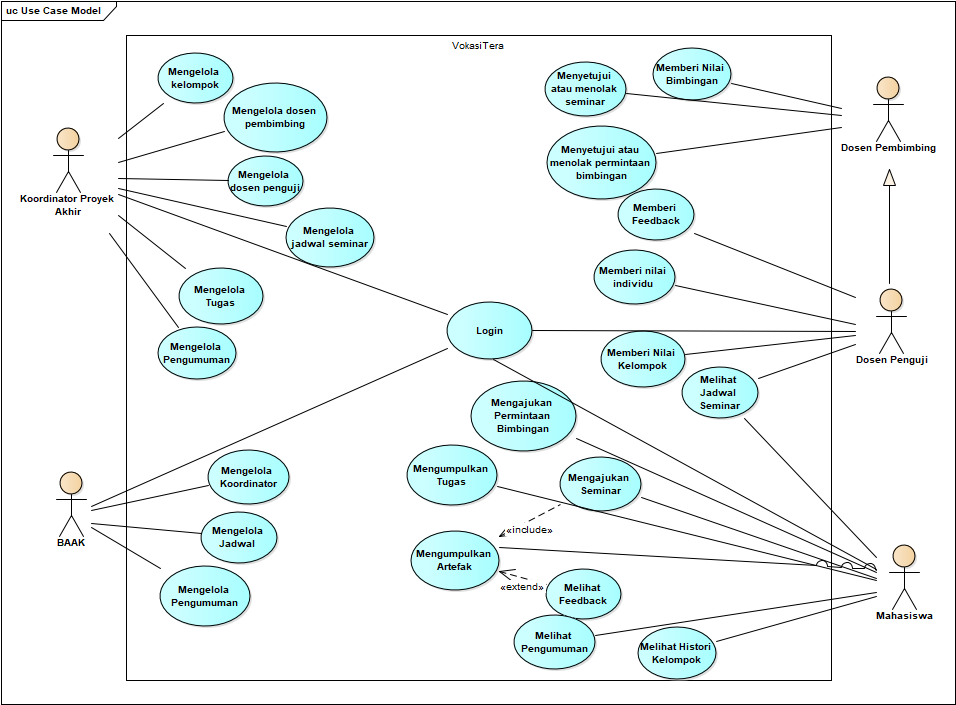 uc Use Case Model
VokasiTera
Mengelola
kelompok
Mengelola dosen
pembimbing
Mengelola
dosen penguji
Mengelola
jadwal seminar
Koordinator Proyek
Akhir
Mengelola
Tugas
Mengelola
Pengumuman
Menyetujui
atau menolak
seminar
Memberi Nilai
Bimbingan
Menyetujui atau
menolak permintaan
bimbingan
Dosen Pembimbing
Memberi
Feedback
Memberi nilai
individu
Login
Memberi Nilai
Kelompok
Dosen Penguji
Melihat
Jadwal
Seminar
Mengajukan
Permintaan
Bimbingan
Mengumpulkan
Tugas
Mengajukan
Seminar
«include»
Mengumpulkan
Artefak
«extend»
Melihat
Feedback
Melihat
Pengumuman
Melihat Histori
Kelompok
Mahasiswa
BAAK
Mengelola
Koordinator
Mengelola
Jadwal
Mengelola
Pengumuman